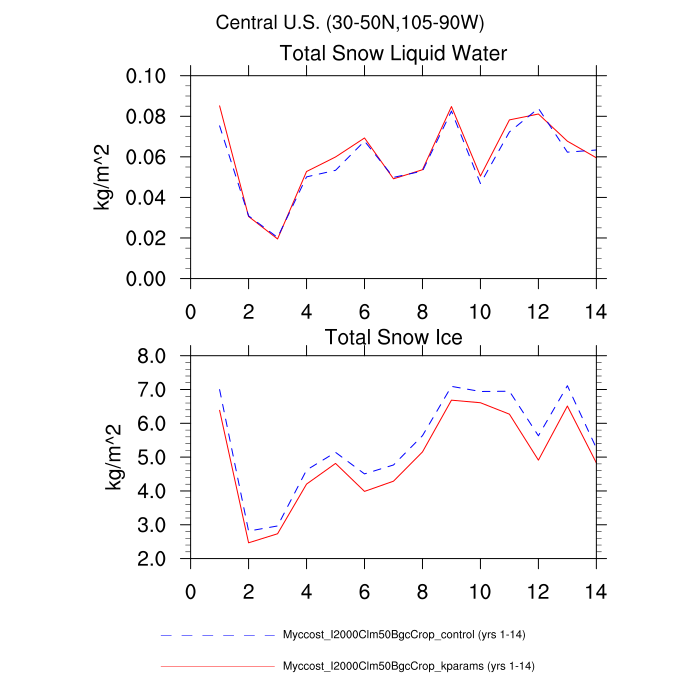 Central U.S. (30-50N,105-90W)
Total Snow Liquid Water
0.10
0.08
0.06
0.04
0.02
0.00
kg/m^2
0 2 4 6 8 10 12 14
Total Snow Ice
8.0
7.0
6.0
5.0
4.0
3.0
2.0
kg/m^2
0 2 4 6 8 10 12 14
Myccost_I2000Clm50BgcCrop_control (yrs 1-14)
Myccost_I2000Clm50BgcCrop_kparams (yrs 1-14)